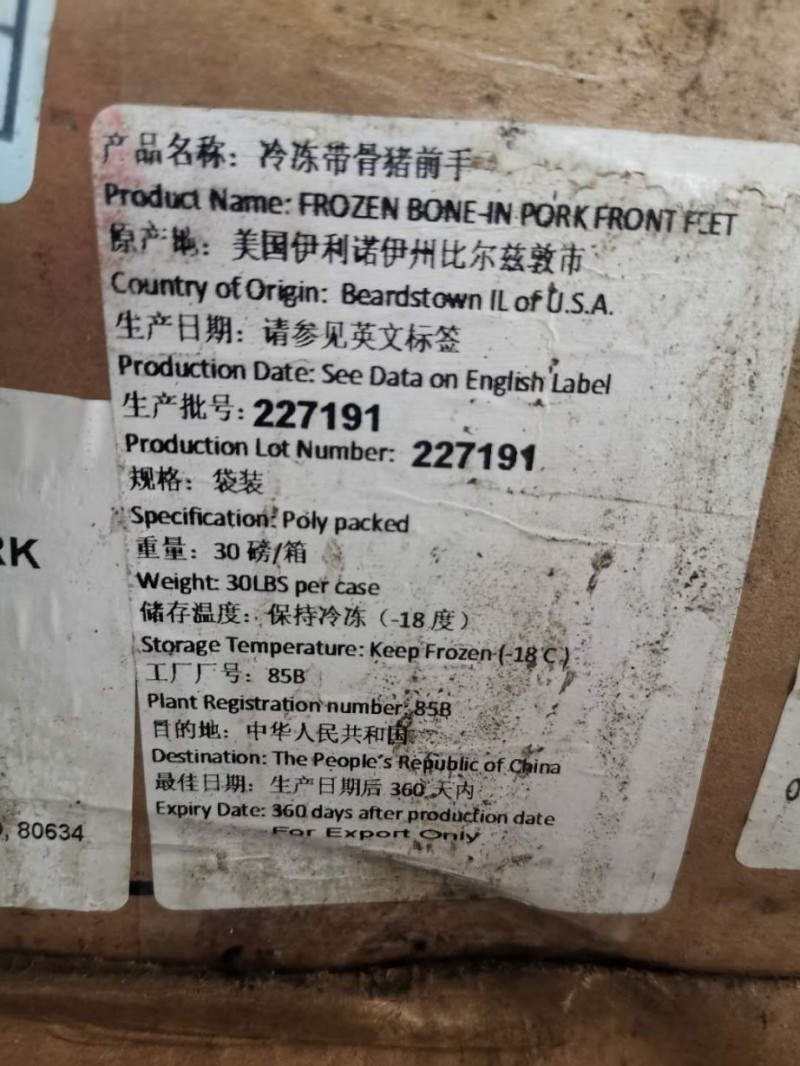 产品名称：冷冻带骨猪前手
Product Name: FROZEN BONE-IN PORK FRONT FEET
原产地：美国伊利诺伊州比尔兹敦市
Country of Origin: Beardstown IL of U.S.A.
生产日期：请参见英文标签
Production Date: See Data on English Label
生产批号：227191
Production Lot Number: 227191
规格：袋装
Specification: Poly packed
重量：30 磅/箱
Weight: 30LBS per case
储存温度：保持冷冻（-18 度）
Storage Temperature: Keep Frozen (-18 C)
工厂厂号：85B
Plant Registration number: 85B
目的地：中华人民共和国
Destination: The People's Republic of China
最佳日期：生产日期后 360 天内
Expiry Date: 360 days after production date
For Export Only
RK
, 80634